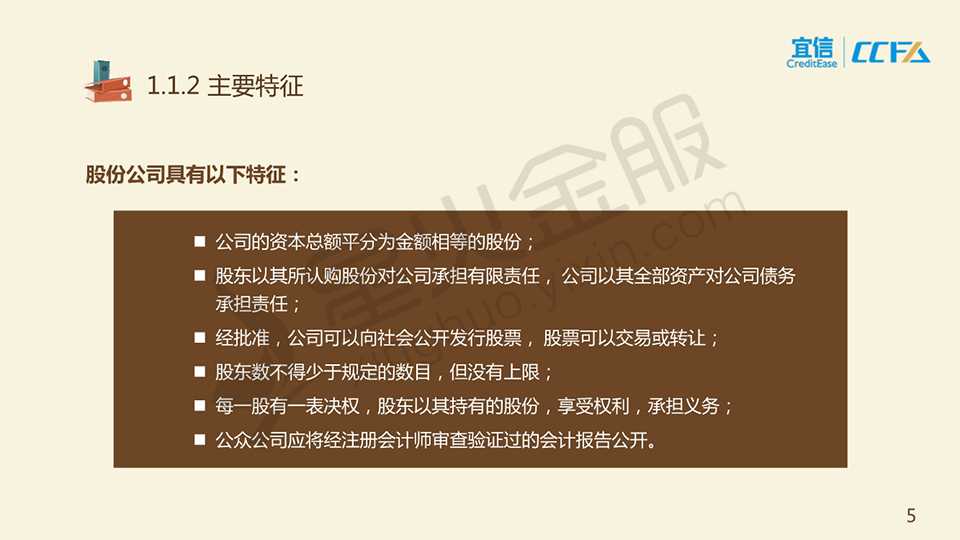 宜信
CreditEase
CCFA
1.1.2 主要特征
股份公司具有以下特征：
■ 公司的资本总额平分为金额相等的股份；
■ 股东以其所认购股份对公司承担有限责任， 公司以其全部资产对公司债务
承担责任；
■ 经批准，公司可以向社会公开发行股票， 股票可以交易或转让；
■ 股东数不得少于规定的数目，但没有上限；
■ 每一股有一表决权，股东以其持有的股份，享受权利，承担义务；
■ 公众公司应将经注册会计师审查验证过的会计报告公开。
星火金服
xinghuo.yixin.com
5